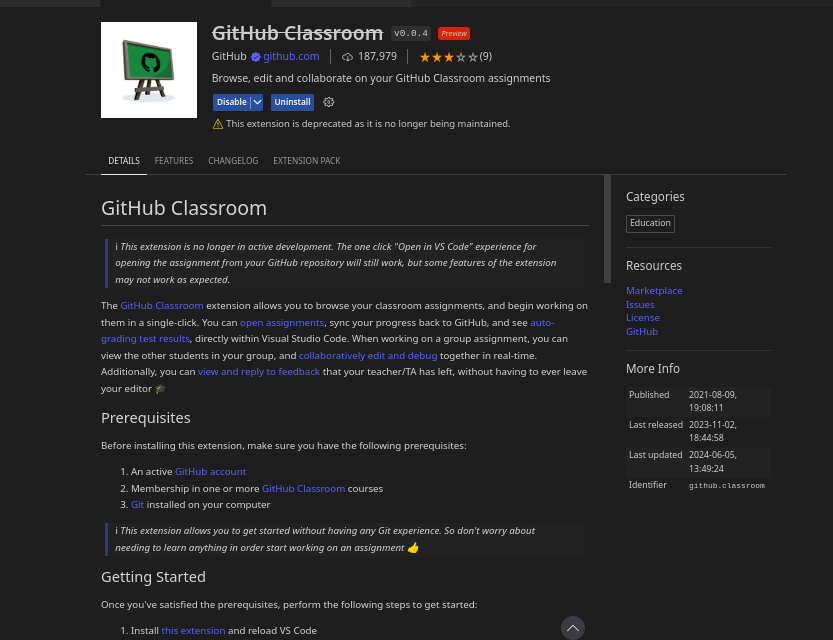 GitHub Classroom v0.0.4 Preview
GitHub github.com 187,979 (9)
Browse, edit and collaborate on your GitHub Classroom assignments
Disable Uninstall
This extension is deprecated as it is no longer being maintained.
DETAILS FEATURES CHANGELOG EXTENSION PACK
GitHub Classroom
ℹ This extension is no longer in active development. The one click "Open in VS Code" experience for
opening the assignment from your GitHub repository will still work, but some features of the extension
may not work as expected.
The GitHub Classroom extension allows you to browse your classroom assignments, and begin working on
them in a single-click. You can open assignments, sync your progress back to GitHub, and see auto-
grading test results, directly within Visual Studio Code. When working on a group assignment, you can
view the other students in your group, and collaboratively edit and debug together in real-time.
Additionally, you can view and reply to feedback that your teacher/TA has left, without having to ever leave
your editor 🎓
Prerequisites
Before installing this extension, make sure you have the following prerequisites:
1. An active GitHub account
2. Membership in one or more GitHub Classroom courses
3. Git installed on your computer
ℹ This extension allows you to get started without having any Git experience. So don't worry about
needing to learn anything in order start working on an assignment 👍
Getting Started
Once you've satisfied the prerequisites, perform the following steps to get started:
1. Install this extension and reload VS Code
Categories
Education
Resources
Marketplace
Issues
License
GitHub
More Info
Published 2021-08-09,
19:08:11
Last released 2023-11-02,
18:44:58
Last updated 2024-06-05,
13:49:24
Identifier github.classroom